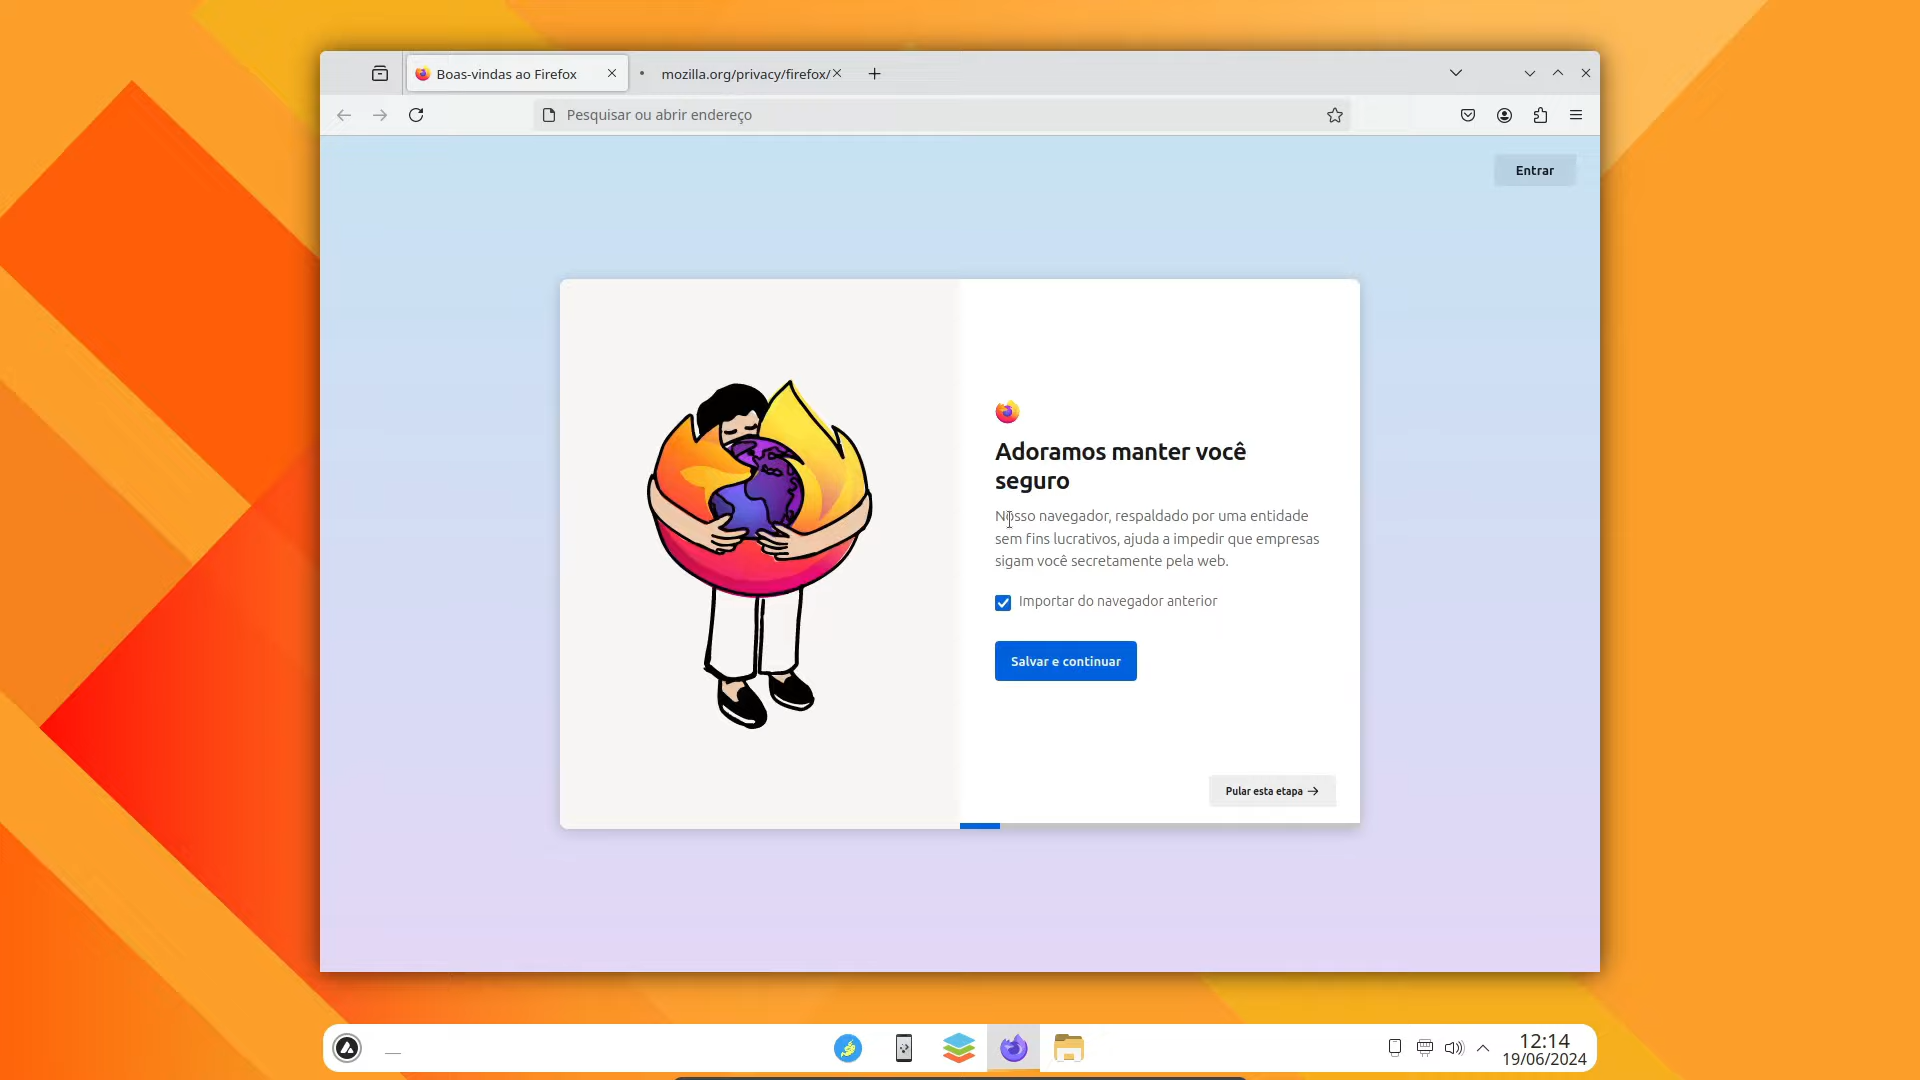 Boas-vindas ao Firefox
mozilla.org/privacy/firefox/
Pesquisar ou abrir endereço
Entrar
Adoramos manter você
seguro
Nosso navegador, respaldado por uma entidade
sem fins lucrativos, ajuda a impedir que empresas
sigam você secretamente pela web.
Importar do navegador anterior
Salvar e continuar
Pular esta etapa →
12:14
19/06/2024